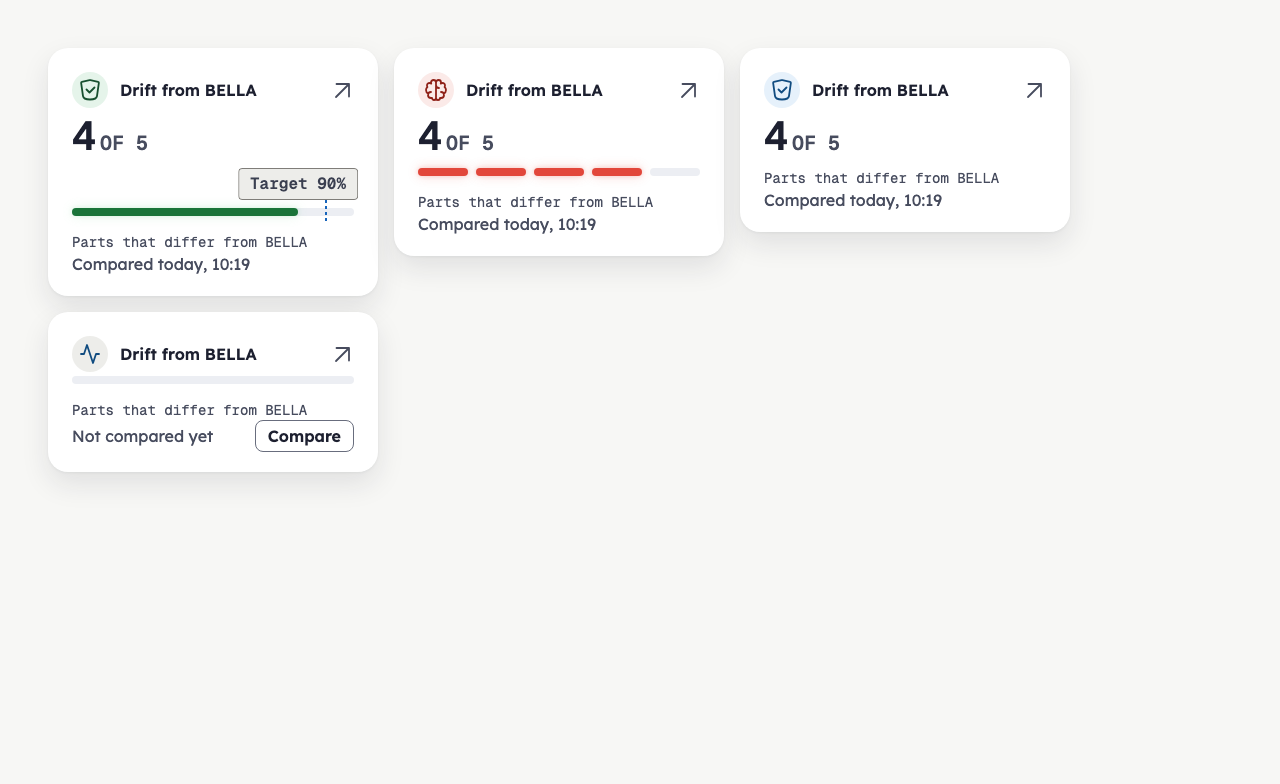 Drift from BELLA
4 OF 5
Target 90%
Parts that differ from BELLA
Compared today, 10:19
Drift from BELLA
4 OF 5
Parts that differ from BELLA
Compared today, 10:19
Drift from BELLA
4 OF 5
Parts that differ from BELLA
Compared today, 10:19
Drift from BELLA
Parts that differ from BELLA
Not compared yet
Compare